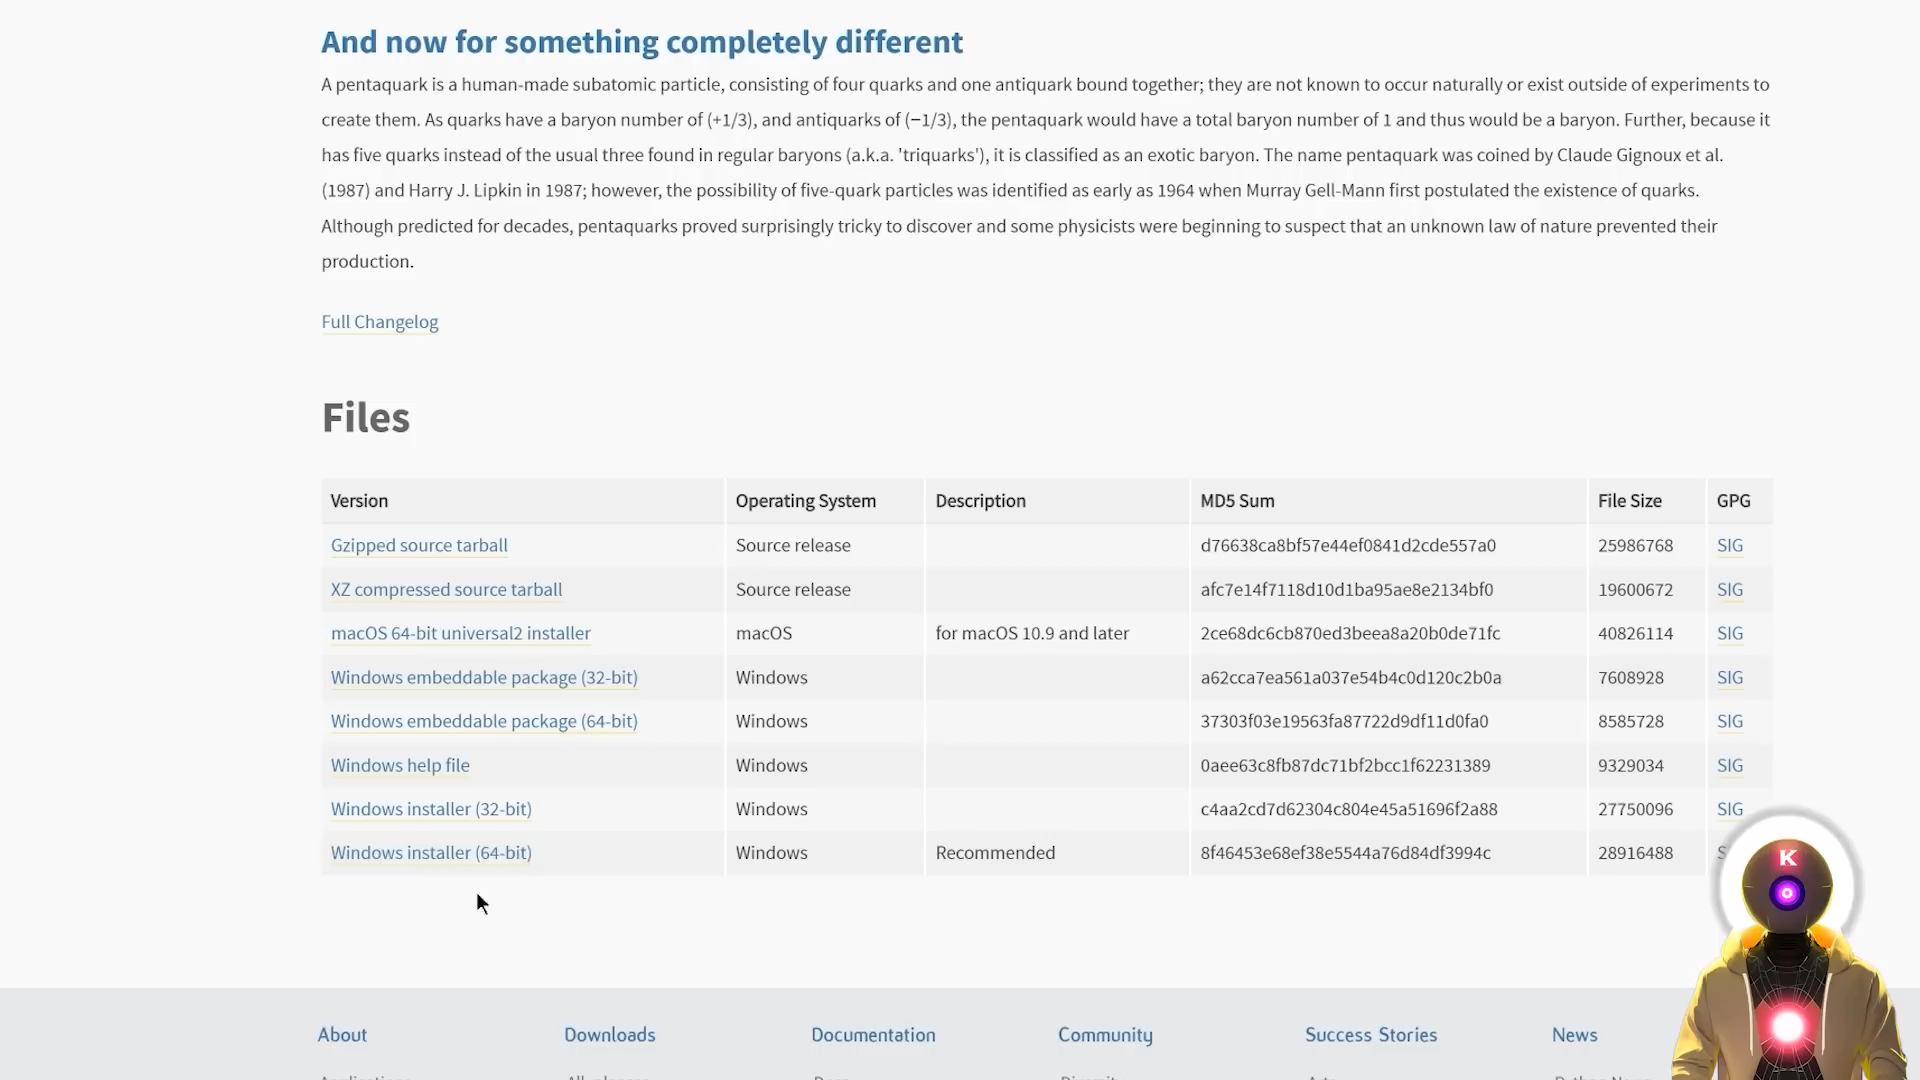 And now for something completely different
A pentaquark is a human-made subatomic particle, consisting of four quarks and one antiquark bound together; they are not known to occur naturally or exist outside of experiments to
create them. As quarks have a baryon number of (+1/3), and antiquarks of (−1/3), the pentaquark would have a total baryon number of 1 and thus would be a baryon. Further, because it
has five quarks instead of the usual three found in regular baryons (a.k.a. 'triquarks'), it is classified as an exotic baryon. The name pentaquark was coined by Claude Gignoux et al.
(1987) and Harry J. Lipkin in 1987; however, the possibility of five-quark particles was identified as early as 1964 when Murray Gell-Mann first postulated the existence of quarks.
Although predicted for decades, pentaquarks proved surprisingly tricky to discover and some physicists were beginning to suspect that an unknown law of nature prevented their
production.
Full Changelog
Files
Version Operating System Description MD5 Sum File Size GPG
Gzipped source tarball Source release d76638ca8bf57e44ef0841d2cde557a0 25986768 SIG
XZ compressed source tarball Source release afc7e14f7118d10d1ba95ae8e2134bf0 19600672 SIG
macOS 64-bit universal2 installer macOS for macOS 10.9 and later 2ce68dc6cb870ed3beea8a20b0de71fc 40826114 SIG
Windows embeddable package (32-bit) Windows a62cca7ea561a037e54b4c0d120c2b0a 7608928 SIG
Windows embeddable package (64-bit) Windows 37303f03e19563fa87722d9df11d0fa0 8585728 SIG
Windows help file Windows 0aee63c8fb87dc71bf2bcc1f62231389 9329034 SIG
Windows installer (32-bit) Windows c4aa2cd7d62304c804e45a51696f2a88 27750096 SIG
Windows installer (64-bit) Windows Recommended 8f46453e68ef38e5544a76d84df3994c 28916488
K
About Downloads Documentation Community Success Stories News